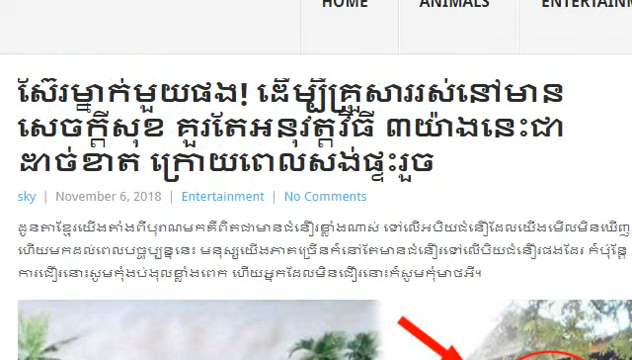 HOME ANIMALS ENTERTAINM
ស៊ែរម្នាក់មួយផង! ដើម្បីគ្រួសាររស់នៅមាន
សេចក្តីសុខ គួរតែអនុវត្តវិធី ៣យ៉ាងនេះជា
ដាច់ខាត ក្រោយពេលសង់ផ្ទះរួច
sky | November 6, 2018 | Entertainment | No Comments
ដូនតាខ្មែរយើងតាំងពីបុរាណមកគឺពិតជាមានជំនឿខ្លាំងណាស់ ទៅលើអបិយជំនឿដែលយើងមើលមិនឃើញ
ហើយមកដល់ពេលបច្ចុប្បន្ននេះ មនុស្សយើងភាគច្រើនក៏នៅតែមានជំនឿទៅលើបិយជំនឿផងដែរ ក៏ប៉ុន្តែ
ការជឿរនោះសូមកុំងប់ងុលខ្លាំងពេក ហើយអ្នកដែលមិនជឿរនោះក៏សូមកុំមាថអី។